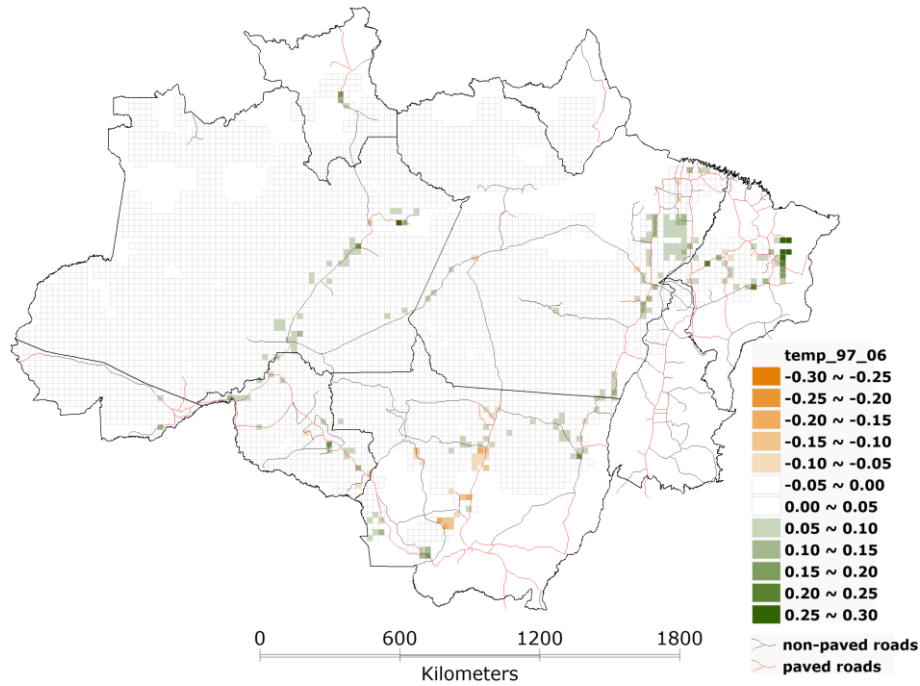 temp_97_06
-0.30 ~ -0.25
-0.25 ~ -0.20
-0.20 ~ -0.15
-0.15 ~ -0.10
-0.10 ~ -0.05
-0.05 ~ 0.00
0.00 ~ 0.05
0.05 ~ 0.10
0.10 ~ 0.15
0.15 ~ 0.20
0.20 ~ 0.25
0.25 ~ 0.30
non-paved roads
paved roads
0 600 1200 1800
Kilometers